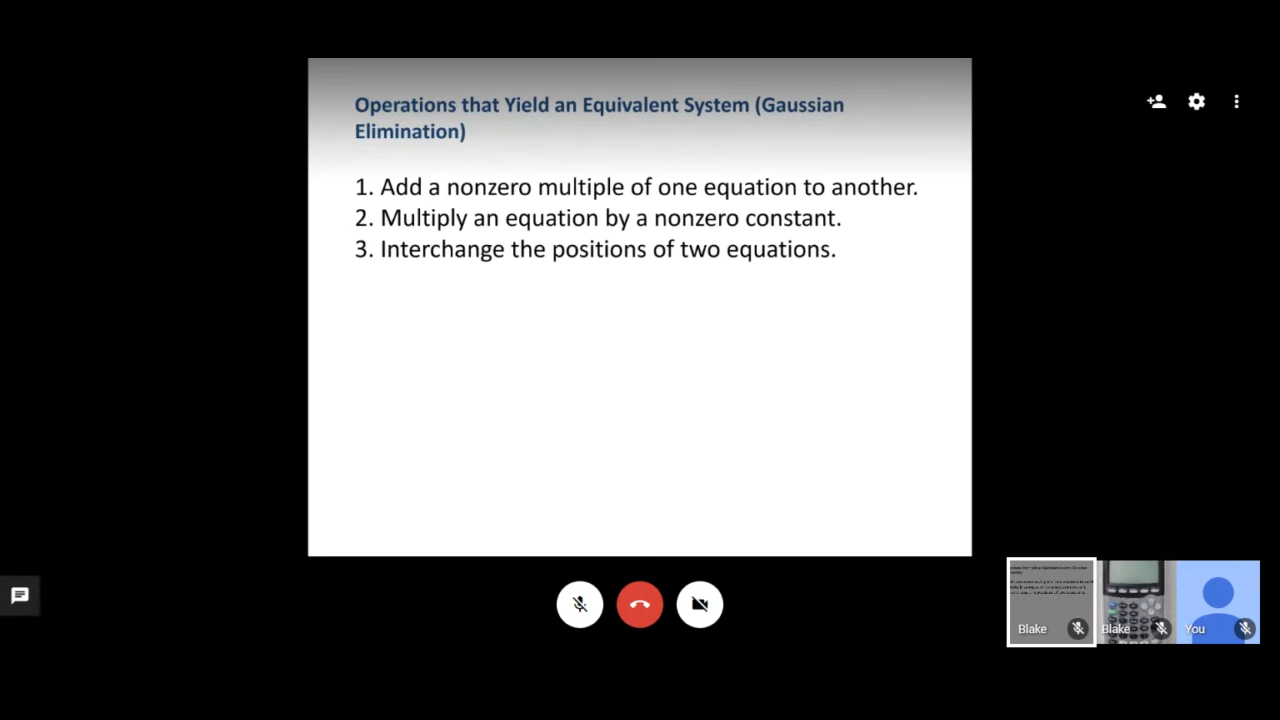 Operations that Yield an Equivalent System (Gaussian
Elimination)
1. Add a nonzero multiple of one equation to another.
2. Multiply an equation by a nonzero constant.
3. Interchange the positions of two equations.
Blake
Blake
You